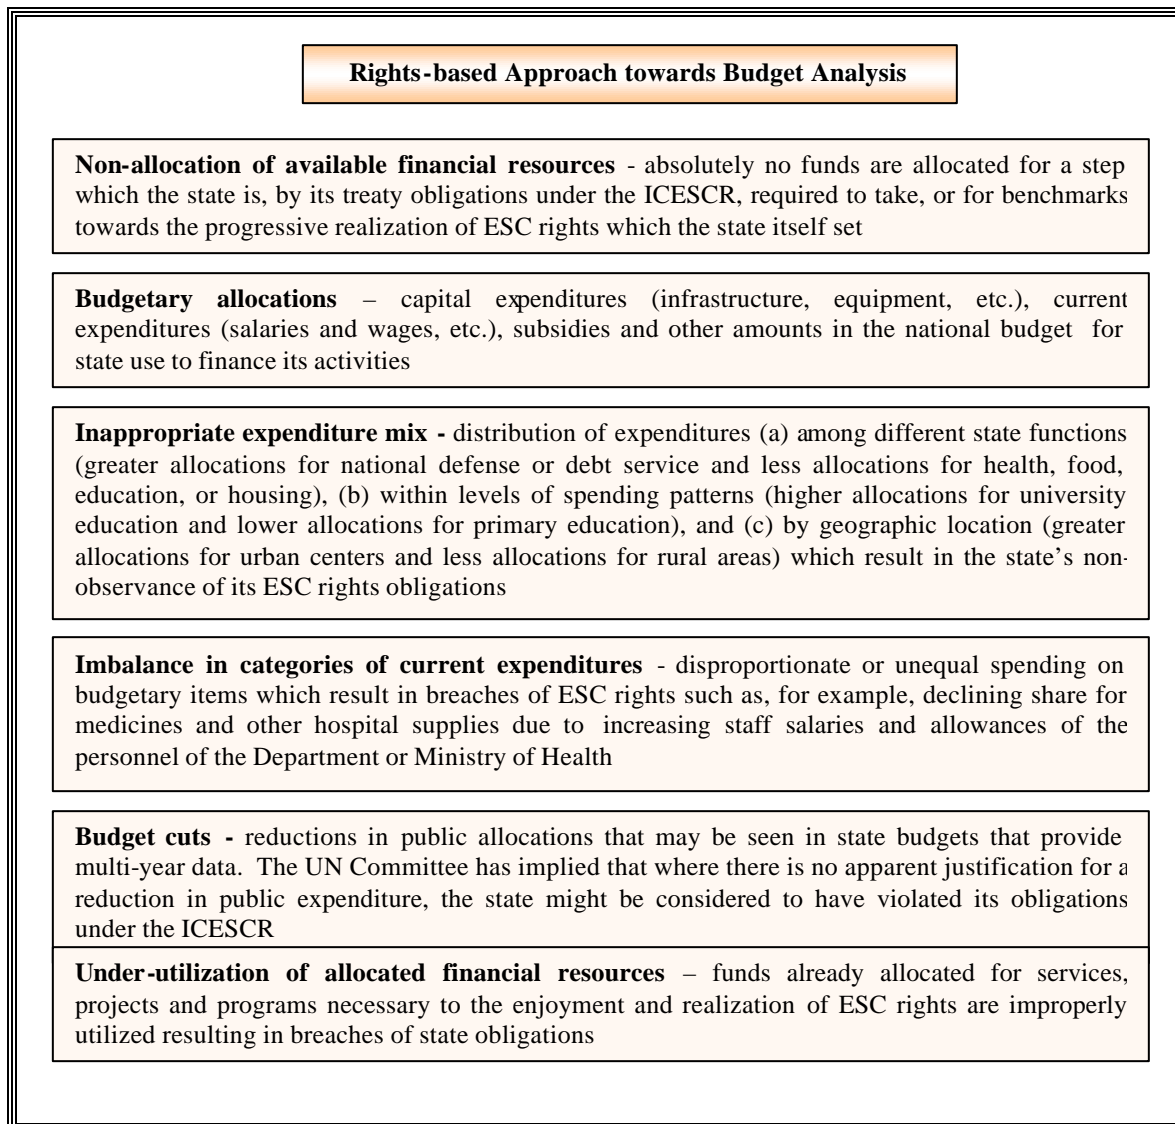 Rights-based Approach towards Budget Analysis
Non-allocation of available financial resources - absolutely no funds are allocated for a step
which the state is, by its treaty obligations under the ICESCR, required to take, or for benchmarks
towards the progressive realization of ESC rights which the state itself set
Budgetary allocations – capital expenditures (infrastructure, equipment, etc.), current
expenditures (salaries and wages, etc.), subsidies and other amounts in the national budget for
state use to finance its activities
Inappropriate expenditure mix - distribution of expenditures (a) among different state functions
(greater allocations for national defense or debt service and less allocations for health, food,
education, or housing), (b) within levels of spending patterns (higher allocations for university
education and lower allocations for primary education), and (c) by geographic location (greater
allocations for urban centers and less allocations for rural areas) which result in the state's non-
observance of its ESC rights obligations
Imbalance in categories of current expenditures - disproportionate or unequal spending on
budgetary items which result in breaches of ESC rights such as, for example, declining share for
medicines and other hospital supplies due to increasing staff salaries and allowances of the
personnel of the Department or Ministry of Health
Budget cuts - reductions in public allocations that may be seen in state budgets that provide
multi-year data. The UN Committee has implied that where there is no apparent justification for a
reduction in public expenditure, the state might be considered to have violated its obligations
under the ICESCR
Under-utilization of allocated financial resources – funds already allocated for services,
projects and programs necessary to the enjoyment and realization of ESC rights are improperly
utilized resulting in breaches of state obligations